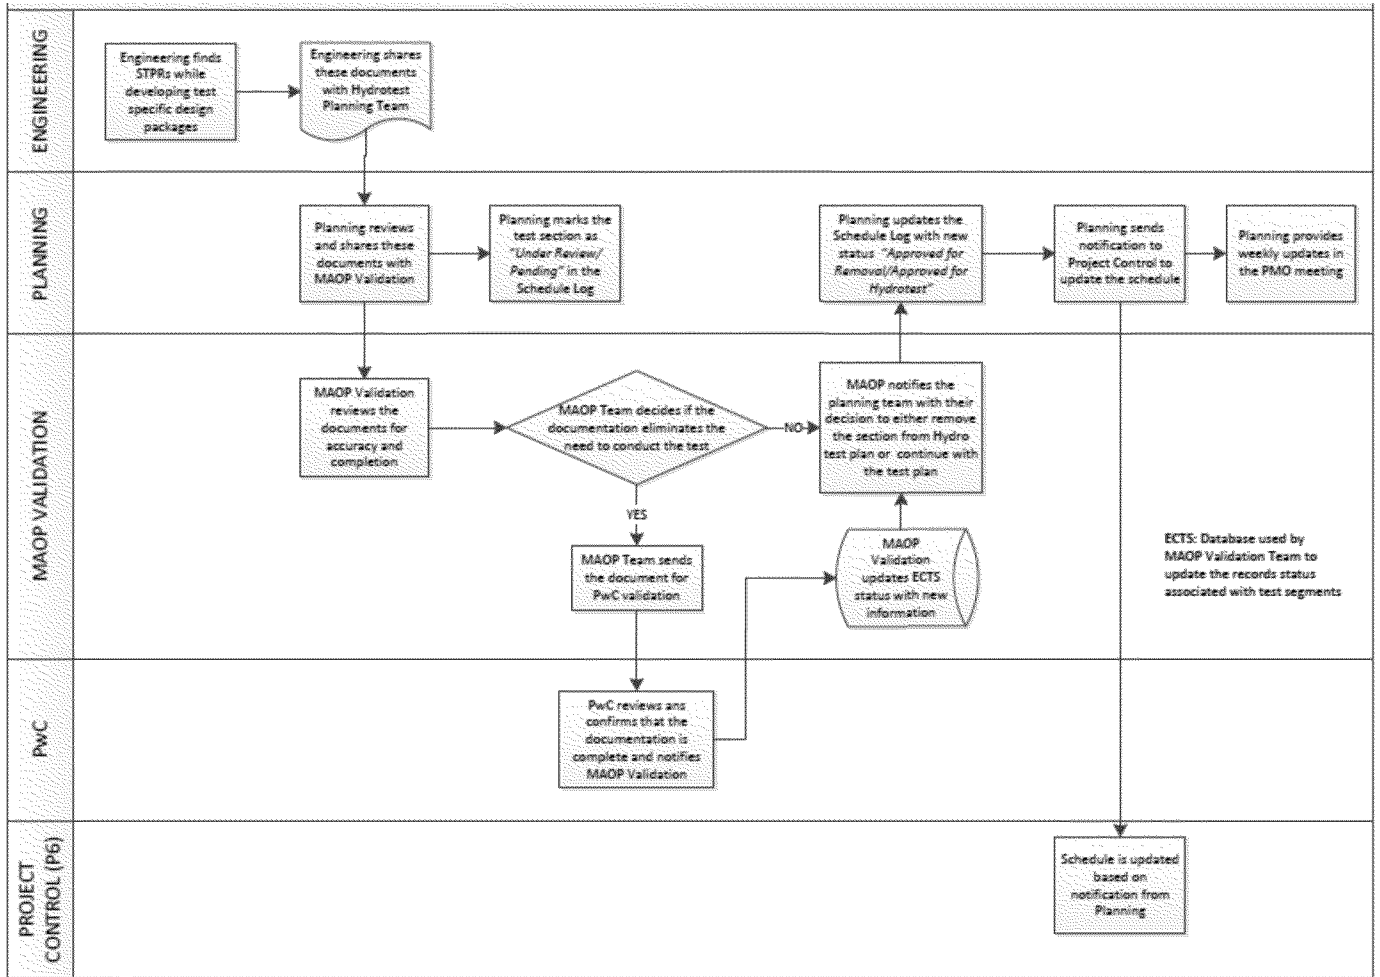 ENGINEERING
Engineering finds
STPRs while
developing test
specific design
packages
Engineering shares
these documents
with Hydrotest
Planning Team
PLANNING
Planning reviews
and shares these
documents with
MAOP Validation
Planning marks the
test section as
"Under Review/
Pending" in the
Schedule Log
Planning updates the
Schedule Log with new
status "Approved for
Removal/Approved for
Hydrotest"
Planning sends
notification to
Project Control to
update the schedule
Planning provides
weekly updates in
the PMO meeting
MAOP VALIDATION
MAOP Validation
reviews the
documents for
accuracy and
completion
MAOP Team decides if the
documentation eliminates the
need to conduct the test
NO
MAOP notifies the
planning team with their
decision to either remove
the section from Hydro
test plan or continue with
the test plan
YES
MAOP Team sends
the document for
PwC validation
MAOP
Validation
updates ECTS
status with new
information
ECTS: Database used by
MAOP Validation Team to
update the records status
associated with test segments
PwC
PwC reviews ans
confirms that the
documentation is
complete and notifies
MAOP Validation
PROJECT
CONTROL (P6)
Schedule is updated
based on
notification from
Planning